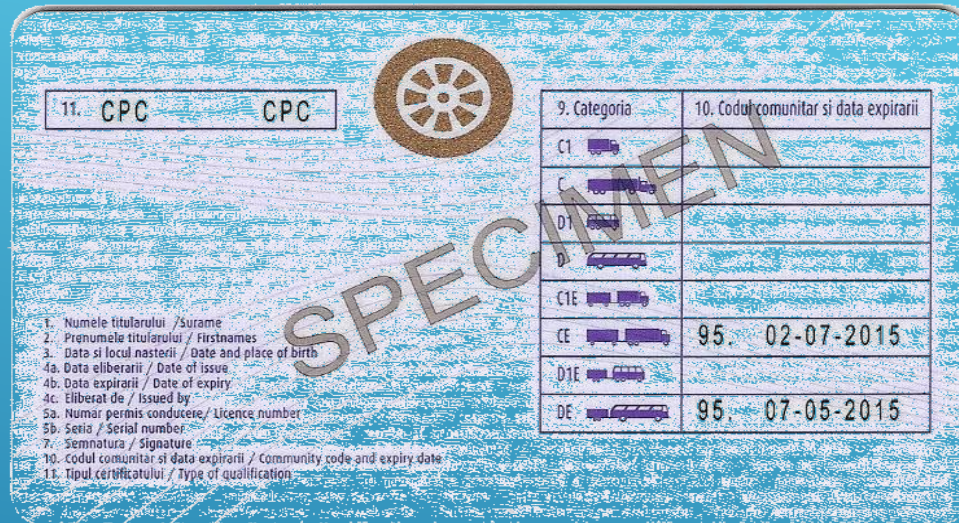 11. CPC CPC
9. Categoria 10. Codul comunitar si data expirarii
C1
C
D1
D
C1E
CE 95. 02-07-2015
D1E
DE 95. 07-05-2015
SPECIMEN
1. Numele titularului /Surame
2. Prenumele titularului / Firstnames
3. Data si locul nasterii / Date and place of birth
4a. Data eliberarii / Date of issue
4b. Data expirarii / Date of expiry
4c. Eliberat de / Issued by
5a. Numar permis conducere/ Licence number
5b. Seria / Serial number
7. Semnatura / Signature
10. Codul comunitar si data expirarii / Community code and expiry date
11. Tipul certificatului / Type of qualification